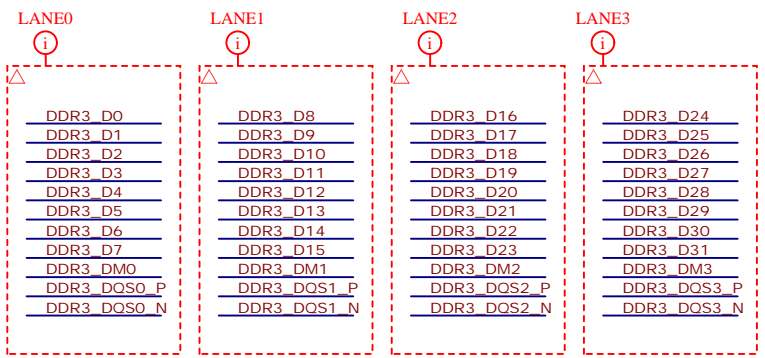 LANE0
i
DDR3_D0
DDR3_D1
DDR3_D2
DDR3_D3
DDR3_D4
DDR3_D5
DDR3_D6
DDR3_D7
DDR3_DM0
DDR3_DQS0_P
DDR3_DQS0_N
LANE1
i
DDR3_D8
DDR3_D9
DDR3_D10
DDR3_D11
DDR3_D12
DDR3_D13
DDR3_D14
DDR3_D15
DDR3_DM1
DDR3_DQS1_P
DDR3_DQS1_N
LANE2
i
DDR3_D16
DDR3_D17
DDR3_D18
DDR3_D19
DDR3_D20
DDR3_D21
DDR3_D22
DDR3_D23
DDR3_DM2
DDR3_DQS2_P
DDR3_DQS2_N
LANE3
i
DDR3_D24
DDR3_D25
DDR3_D26
DDR3_D27
DDR3_D28
DDR3_D29
DDR3_D30
DDR3_D31
DDR3_DM3
DDR3_DQS3_P
DDR3_DQS3_N